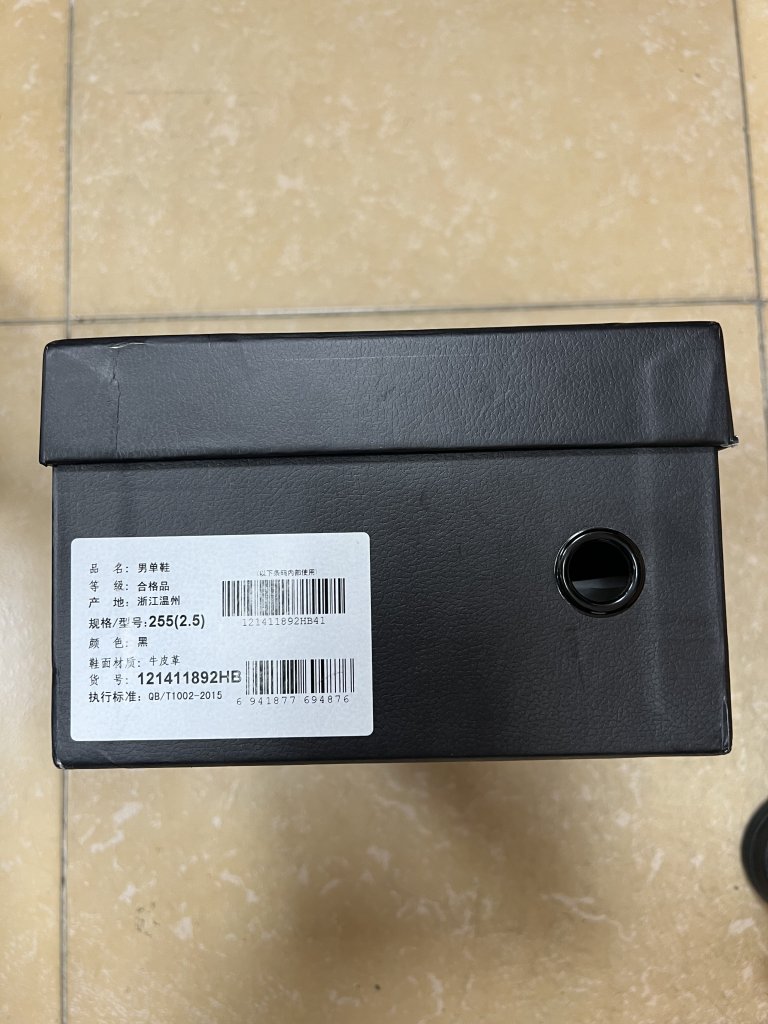 品 名: 男单鞋
等 级: 合格品
产 地: 浙江温州
规格/型号:255(2.5)
颜 色: 黑
鞋面材质: 牛皮革
货 号: 121411892HB
执行标准: QB/T1002-2015
(以下条码内部使用)
121411892HB41
6 941877 694876